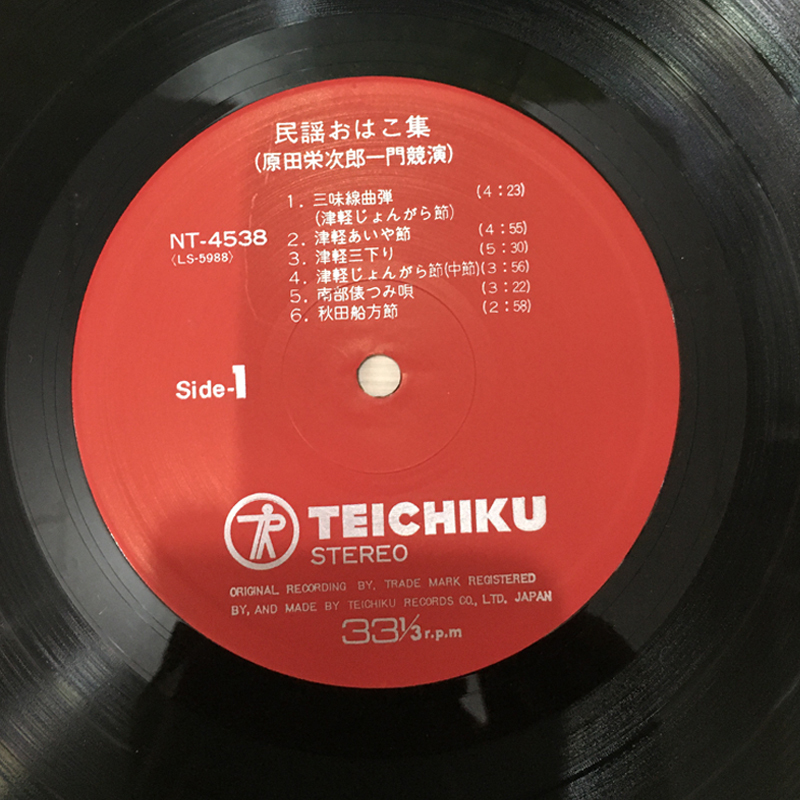 民謡おはこ集
(原田栄次郎一門競演)
1. 三味線曲弾 (4:23)
(津軽じょんがら節)
NT-4538
〈LS-5988〉
2. 津軽あいや節 (4:55)
3. 津軽三下り (5:30)
4. 津軽じょんがら節(中節)(3:56)
5. 南部俵つみ唄 (3:22)
6. 秋田船方節 (2:58)
Side-1
TEICHIKU
STEREO
ORIGINAL RECORDING BY, TRADE MARK REGISTERED
BY, AND MADE BY TEICHIKU RECORDS CO., LTD. JAPAN
33 1/3 r.p.m